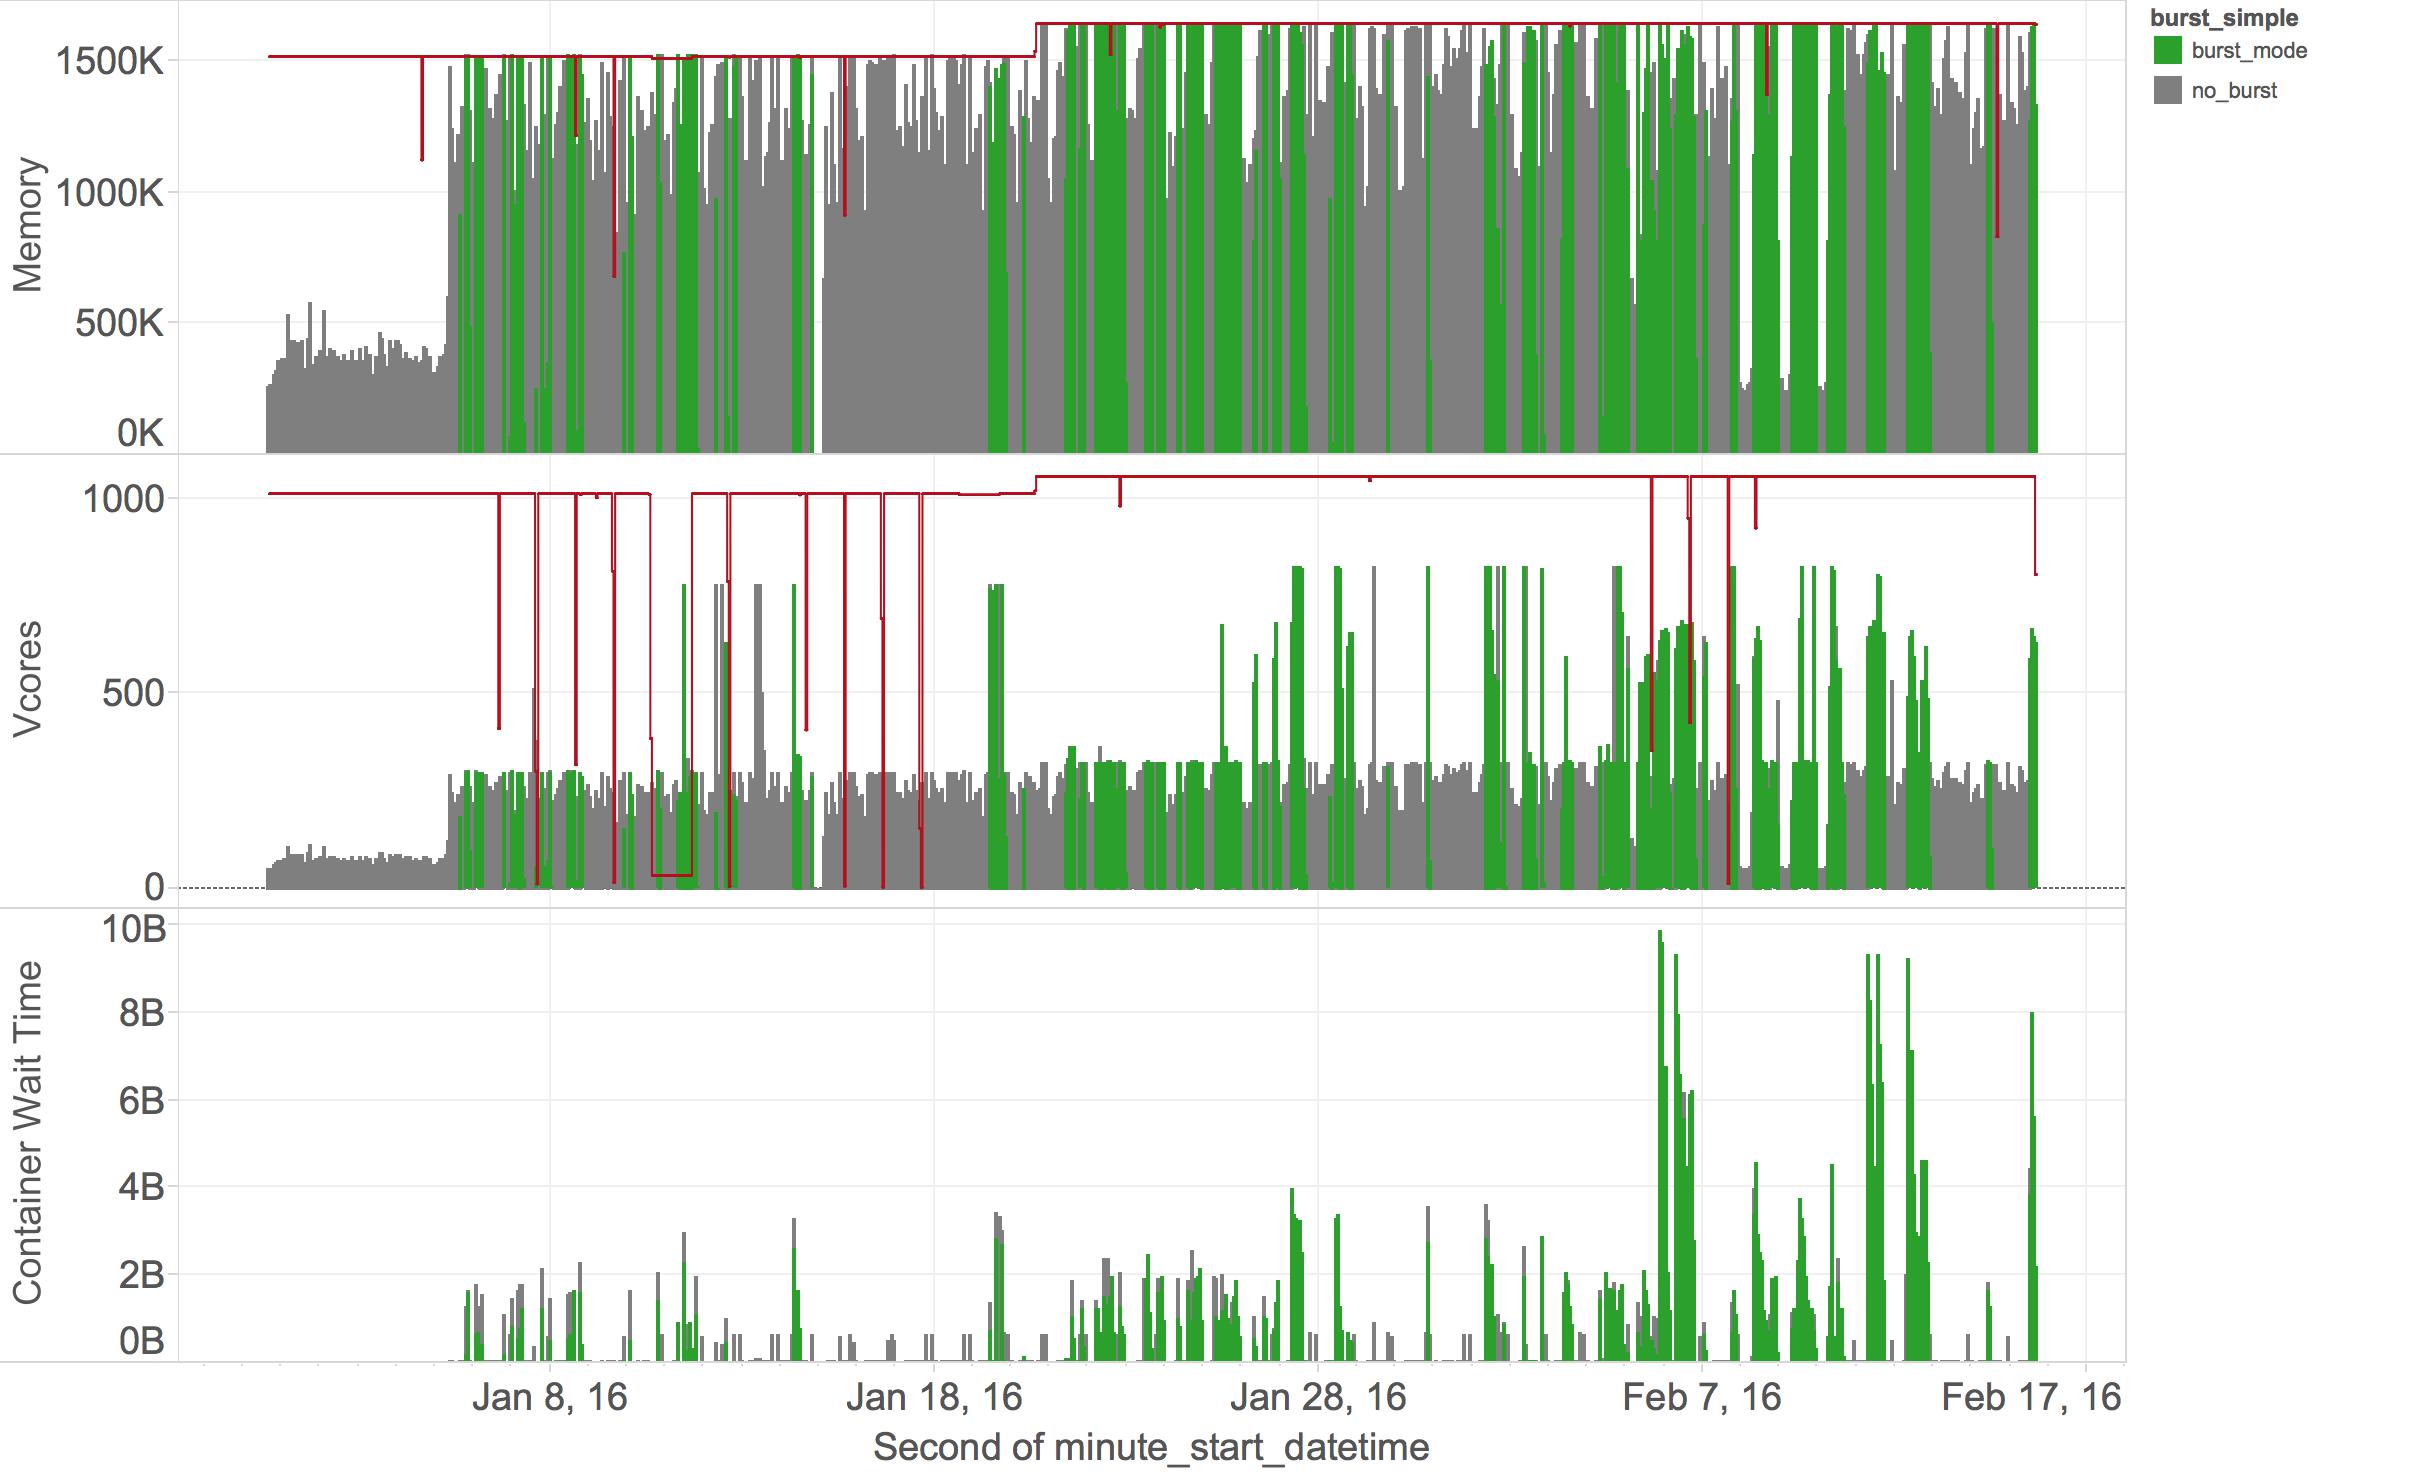 burst_simple
burst_mode
no_burst
Memory
1500K
1000K
500K
0K
Vcores
1000
500
0
Container Wait Time
10B
8B
6B
4B
2B
0B
Jan 8, 16
Jan 18, 16
Jan 28, 16
Feb 7, 16
Feb 17, 16
Second of minute_start_datetime